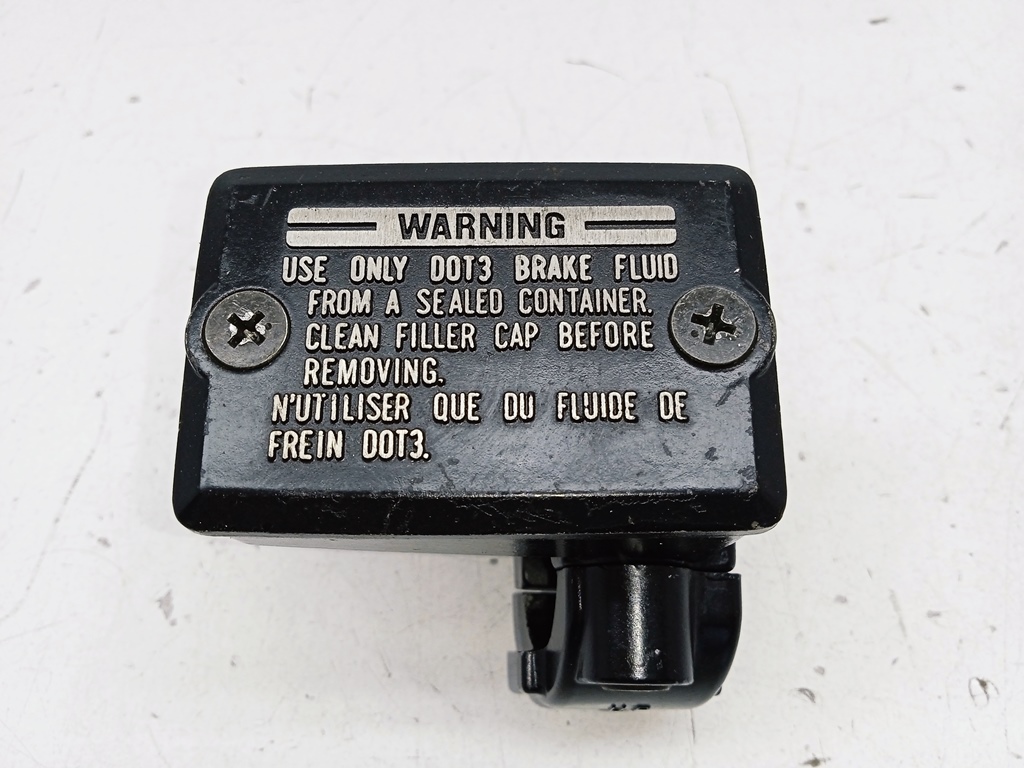 WARNING
USE ONLY DOT3 BRAKE FLUID
FROM A SEALED CONTAINER.
CLEAN FILLER CAP BEFORE
REMOVING.
N'UTILISER QUE DU FLUIDE DE
FREIN DOT3.